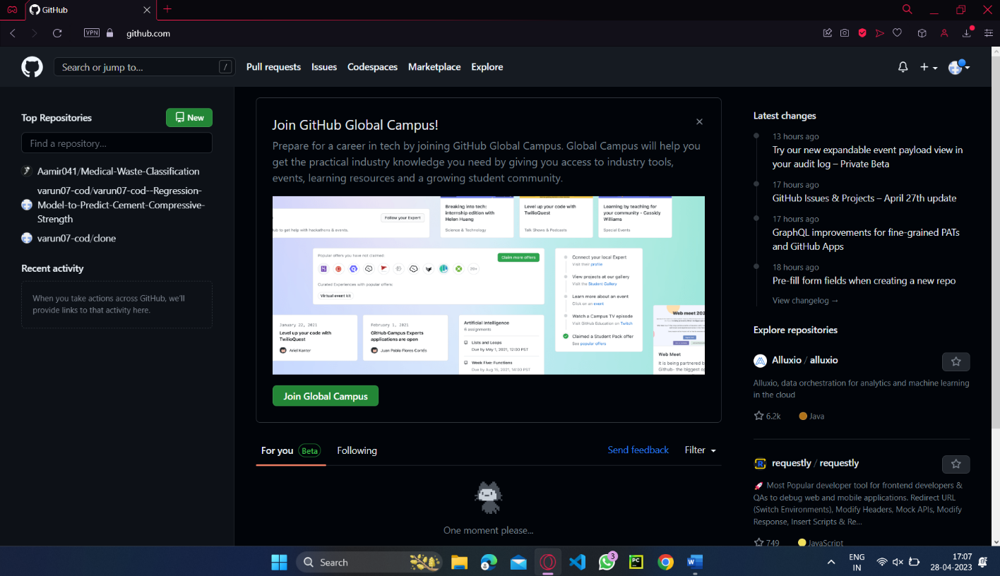 GitHub
VPN
github.com
Search or jump to...
/
Pull requests
Issues
Codespaces
Marketplace
Explore
Top Repositories
New
Find a repository...
Aamir041/Medical-Waste-Classification
varun07-cod/varun07-cod--Regression-
Model-to-Predict-Cement-Compressive-
Strength
varun07-cod/clone
Recent activity
When you take actions across GitHub, we'll
provide links to that activity here.
Join GitHub Global Campus!
Prepare for a career in tech by joining GitHub Global Campus. Global Campus will help you
get the practical industry knowledge you need by giving you access to industry tools,
events, learning resources and a growing student community.
Follow your Expert
Hub to get help with hackathons & events.
Breaking into tech:
internship edition with
Helen Huang
Science & Technology
Level up your code with
TwilioQuest
Talk Shows & Podcasts
Learning by teaching for
your community - Cassidy
Williams
Special Events
Popular offers you have not claimed:
Claim more offers
20+
Curated Experiences with popular offers:
Virtual event kit
Connect your local Expert
Visit their profile
View projects at our gallery
Visit the Student Gallery
Learn more about an event
Click on an event
Watch a Campus TV episode
Visit GitHub Education on Twitch
Claimed a Student Pack offer
See popular offers
January 22, 2021
Level up your code with
TwilioQuest
Ariel Kanter
February 1, 2021
GitHub Campus Experts
applications are open
Juan Pablo Flores Cortés
Artificial Intelligence
6 assignments
Lists and Loops
Due by May 1, 2021, 12:00 PST
Week Five: Functions
Due by Aug 16, 2021, 14:00 PST
Web meet 202
Web Meet
It is being partnered b
Github- the biggest op
Join Global Campus
For you
Beta
Following
Send feedback
Filter
One moment please...
Latest changes
13 hours ago
Try our new expandable event payload view in
your audit log – Private Beta
17 hours ago
GitHub Issues & Projects – April 27th update
17 hours ago
GraphQL improvements for fine-grained PATs
and GitHub Apps
18 hours ago
Pre-fill form fields when creating a new repo
View changelog →
Explore repositories
Alluxio / alluxio
Alluxio, data orchestration for analytics and machine learning
in the cloud
6.2k
Java
requestly / requestly
🚀 Most Popular developer tool for frontend developers &
QAs to debug web and mobile applications. Redirect URL
(Switch Environments), Modify Headers, Mock APIs, Modify
Response, Insert Scripts & Re...
749
JavaScript
Search
3
PC
ENG
IN
17:07
28-04-2023